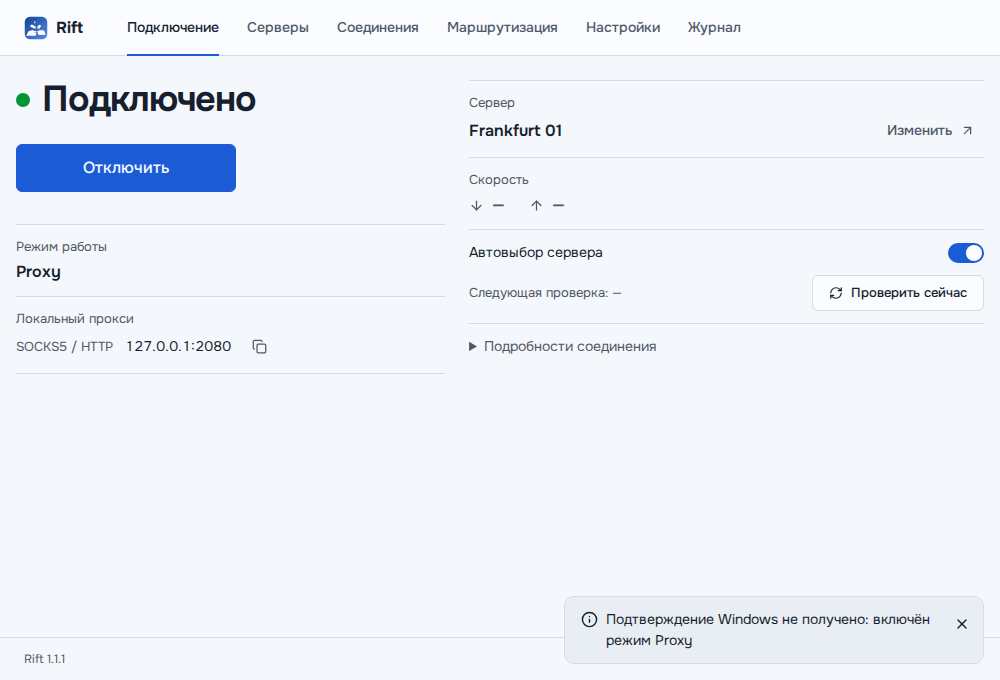 Rift
Подключение
Серверы
Соединения
Маршрутизация
Настройки
Журнал
Подключено
Отключить
Режим работы
Proxy
Локальный прокси
SOCKS5 / HTTP 127.0.0.1:2080
Сервер
Frankfurt 01
Изменить
Скорость
— —
Автовыбор сервера
Следующая проверка: —
Проверить сейчас
Подробности соединения
Подтверждение Windows не получено: включён
режим Proxy
Rift 1.1.1